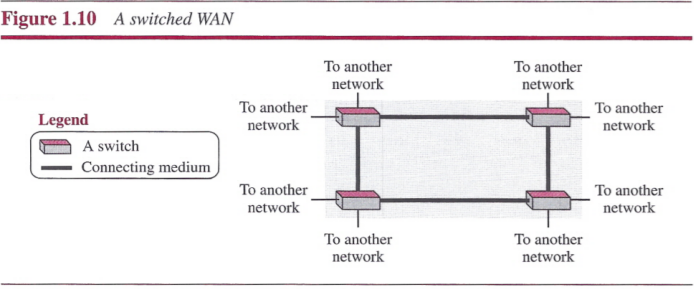 Figure 1.10 A switched WAN
To another
network
To another
network
To another
network
To another
network
Legend
A switch
Connecting medium
To another
network
To another
network
To another
network
To another
network